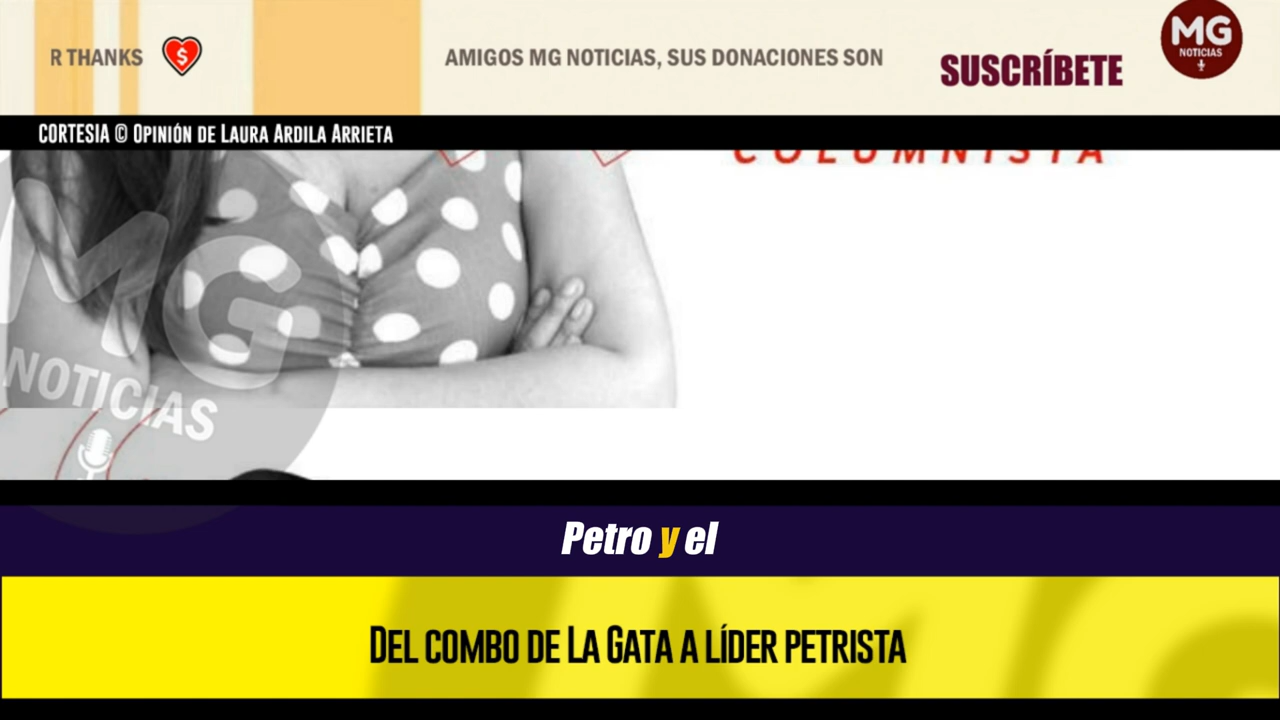 R THANKS
AMIGOS MG NOTICIAS, SUS DONACIONES SON
SUSCRÍBETE
MG
NOTICIAS
CORTESIA © OPINIÓN DE LAURA ARDILA ARRIETA
COLUMNISTA
MG
NOTICIAS
Petro y el
DEL COMBO DE LA GATA A LÍDER PETRISTA